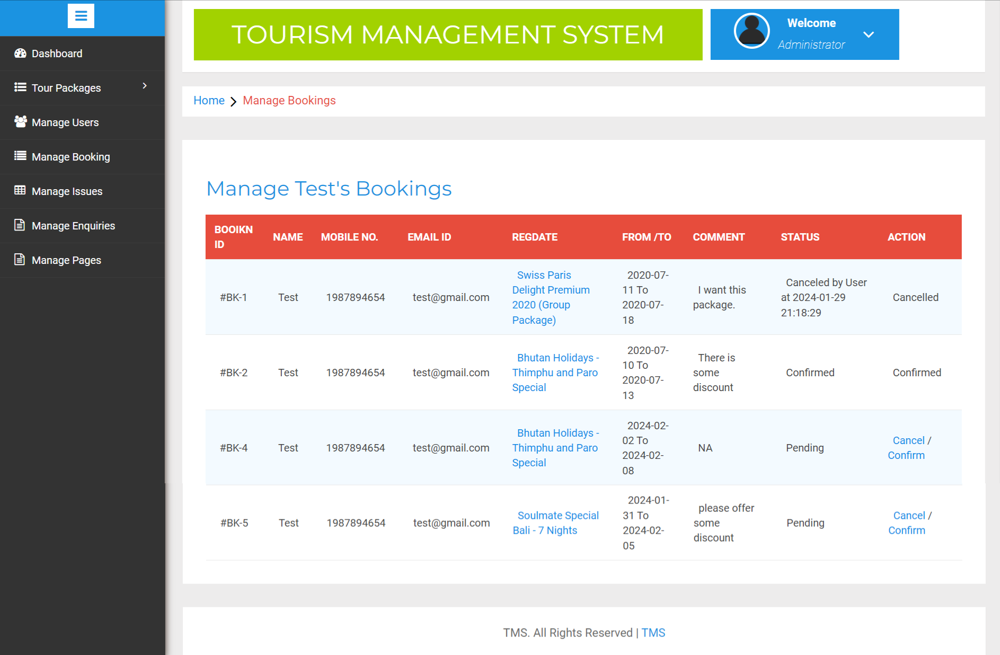 TOURISM MANAGEMENT SYSTEM
Welcome
Administrator
Dashboard
Tour Packages
Manage Users
Manage Booking
Manage Issues
Manage Enquiries
Manage Pages
Home > Manage Bookings
Manage Test's Bookings
BOOIKN ID NAME MOBILE NO. EMAIL ID REGDATE FROM /TO COMMENT STATUS ACTION
#BK-1 Test 1987894654 test@gmail.com Swiss Paris Delight Premium 2020 (Group Package) 2020-07-11 To 2020-07-18 I want this package. Canceled by User at 2024-01-29 21:18:29 Cancelled
#BK-2 Test 1987894654 test@gmail.com Bhutan Holidays - Thimphu and Paro Special 2020-07-10 To 2020-07-13 There is some discount Confirmed Confirmed
#BK-4 Test 1987894654 test@gmail.com Bhutan Holidays - Thimphu and Paro Special 2024-02-02 To 2024-02-08 NA Pending Cancel / Confirm
#BK-5 Test 1987894654 test@gmail.com Soulmate Special Bali - 7 Nights 2024-01-31 To 2024-02-05 please offer some discount Pending Cancel / Confirm
TMS. All Rights Reserved | TMS